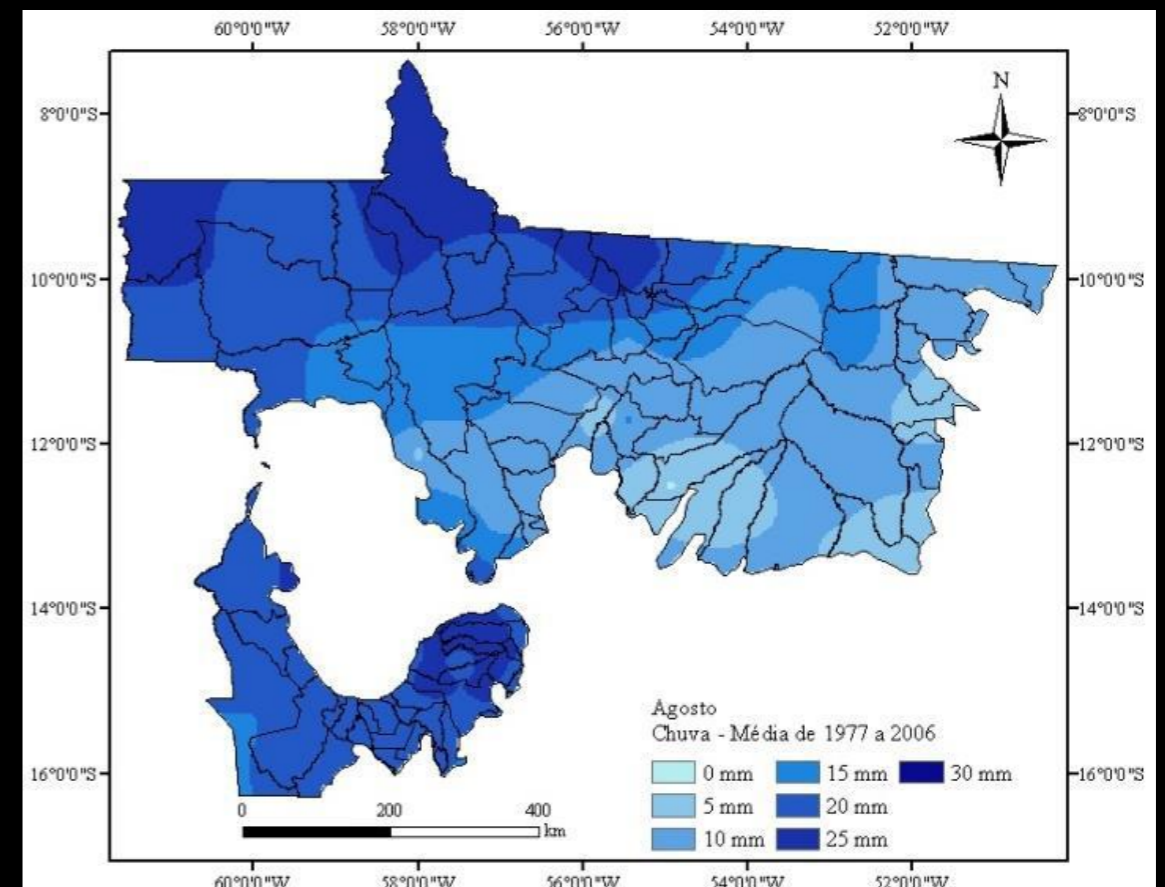 60°0'0"W 58°0'0"W 56°0'0"W 54°0'0"W 52°0'0"W
N
8°0'0"S 8°0'0"S
10°0'0"S 10°0'0"S
12°0'0"S 12°0'0"S
14°0'0"S 14°0'0"S
16°0'0"S 16°0'0"S
Agosto
Chuva - Média de 1977 a 2006
0 mm 15 mm 30 mm
5 mm 20 mm
10 mm 25 mm
0 200 400
km
60°0'0"W 58°0'0"W 56°0'0"W 54°0'0"W 52°0'0"W